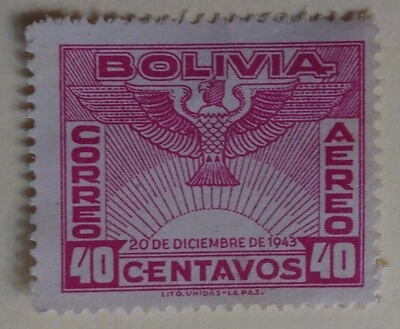 BOLIVIA
CORREO
AEREO
20 DE DICIEMBRE DE 1943
40 CENTAVOS 40
LITO. UNIDAS - LA PAZ.